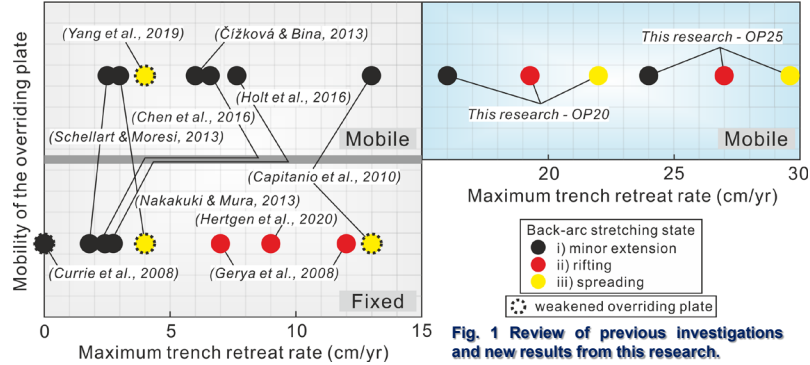 (Yang et al., 2019)
(Čížková & Bina, 2013)
This research - OP25
(Holt et al., 2016)
(Chen et al., 2016)
This research - OP20
(Schellart & Moresi, 2013)
Mobile
Mobile
Mobility of the overriding plate
20
25
30
(Capitanio et al., 2010)
Maximum trench retreat rate (cm/yr)
(Nakakuki & Mura, 2013)
(Hertgen et al., 2020)
Back-arc stretching state
i) minor extension
ii) rifting
iii) spreading
(Currie et al., 2008)
(Gerya et al., 2008)
Fixed
weakened overriding plate
0
5
10
15
Maximum trench retreat rate (cm/yr)
Fig. 1 Review of previous investigations
and new results from this research.